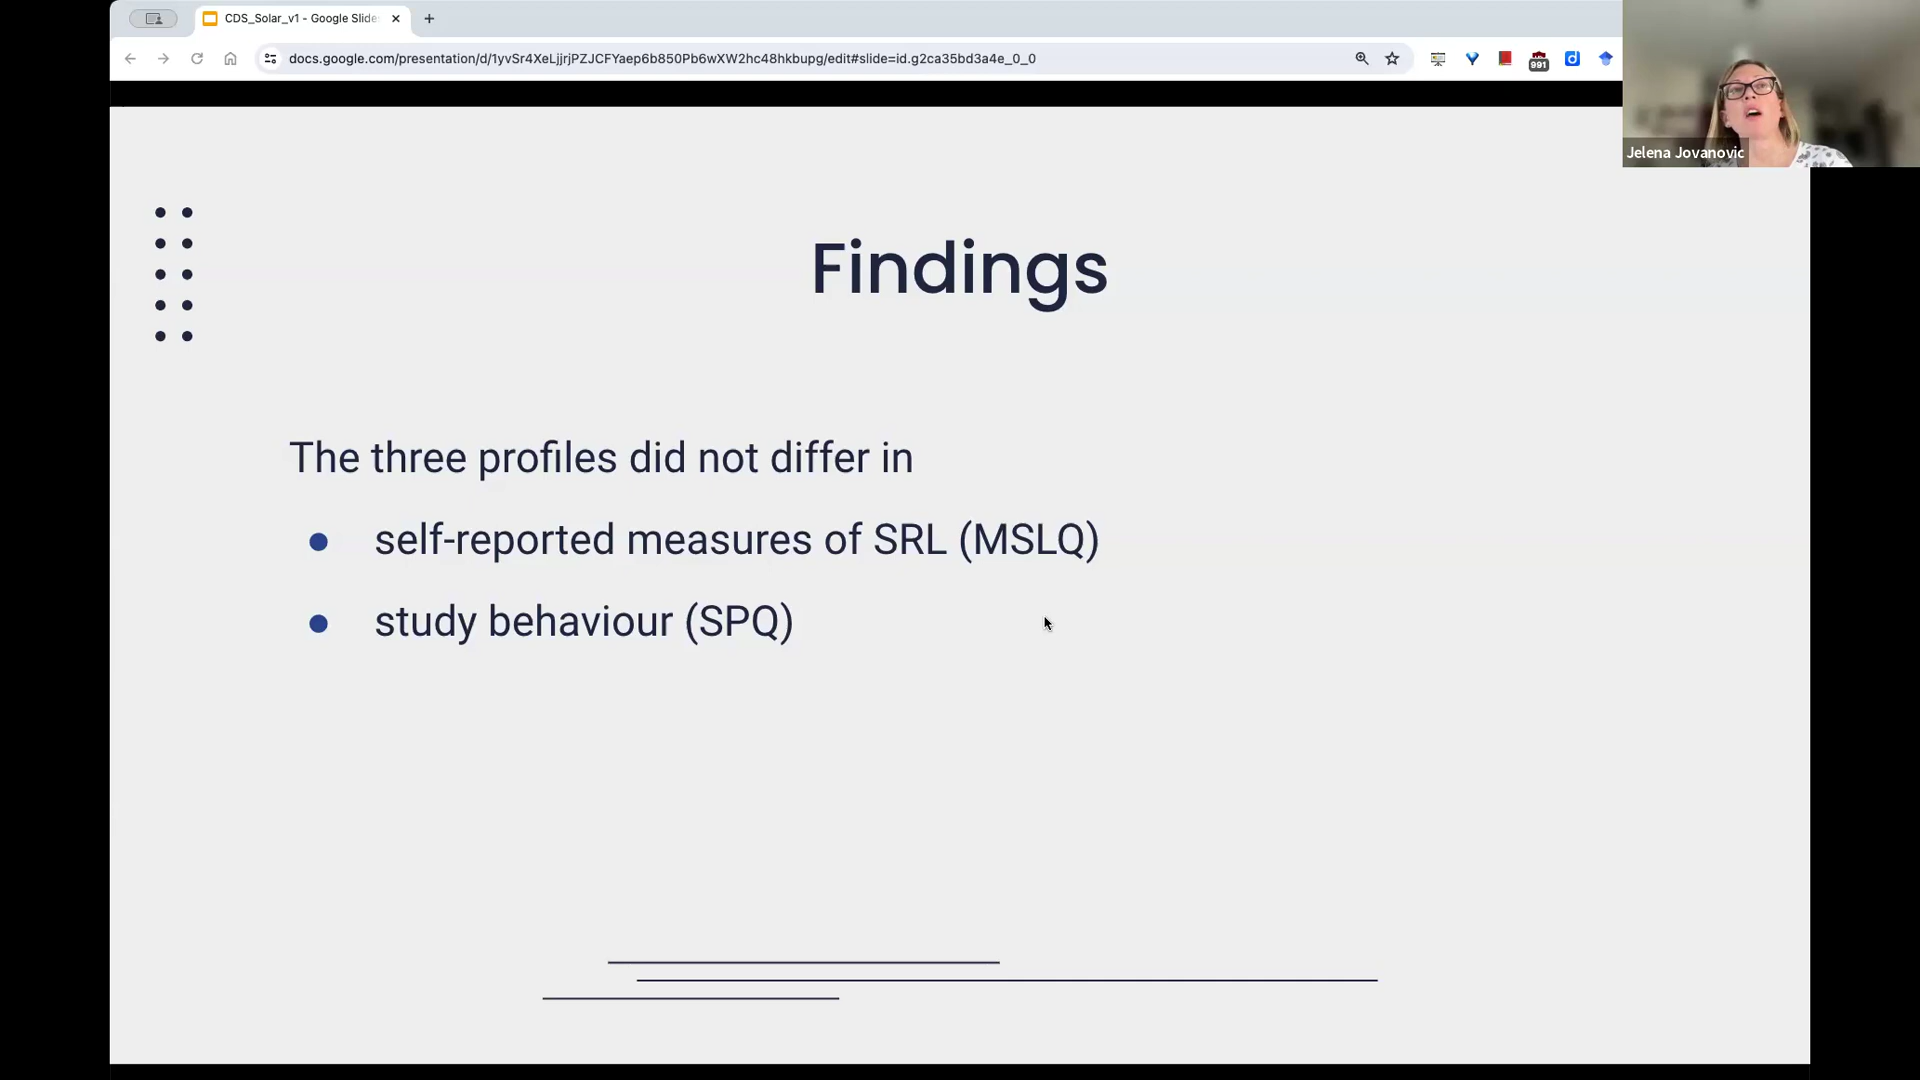 CDS_Solar_v1 - Google Slide
docs.google.com/presentation/d/1yvSr4XeLjjrjPZJCFYaep6b850Pb6wXW2hc48hkbupg/edit#slide=id.g2ca35bd3a4e_0_0
991
Jelena Jovanovic
Findings
The three profiles did not differ in
● self-reported measures of SRL (MSLQ)
● study behaviour (SPQ)